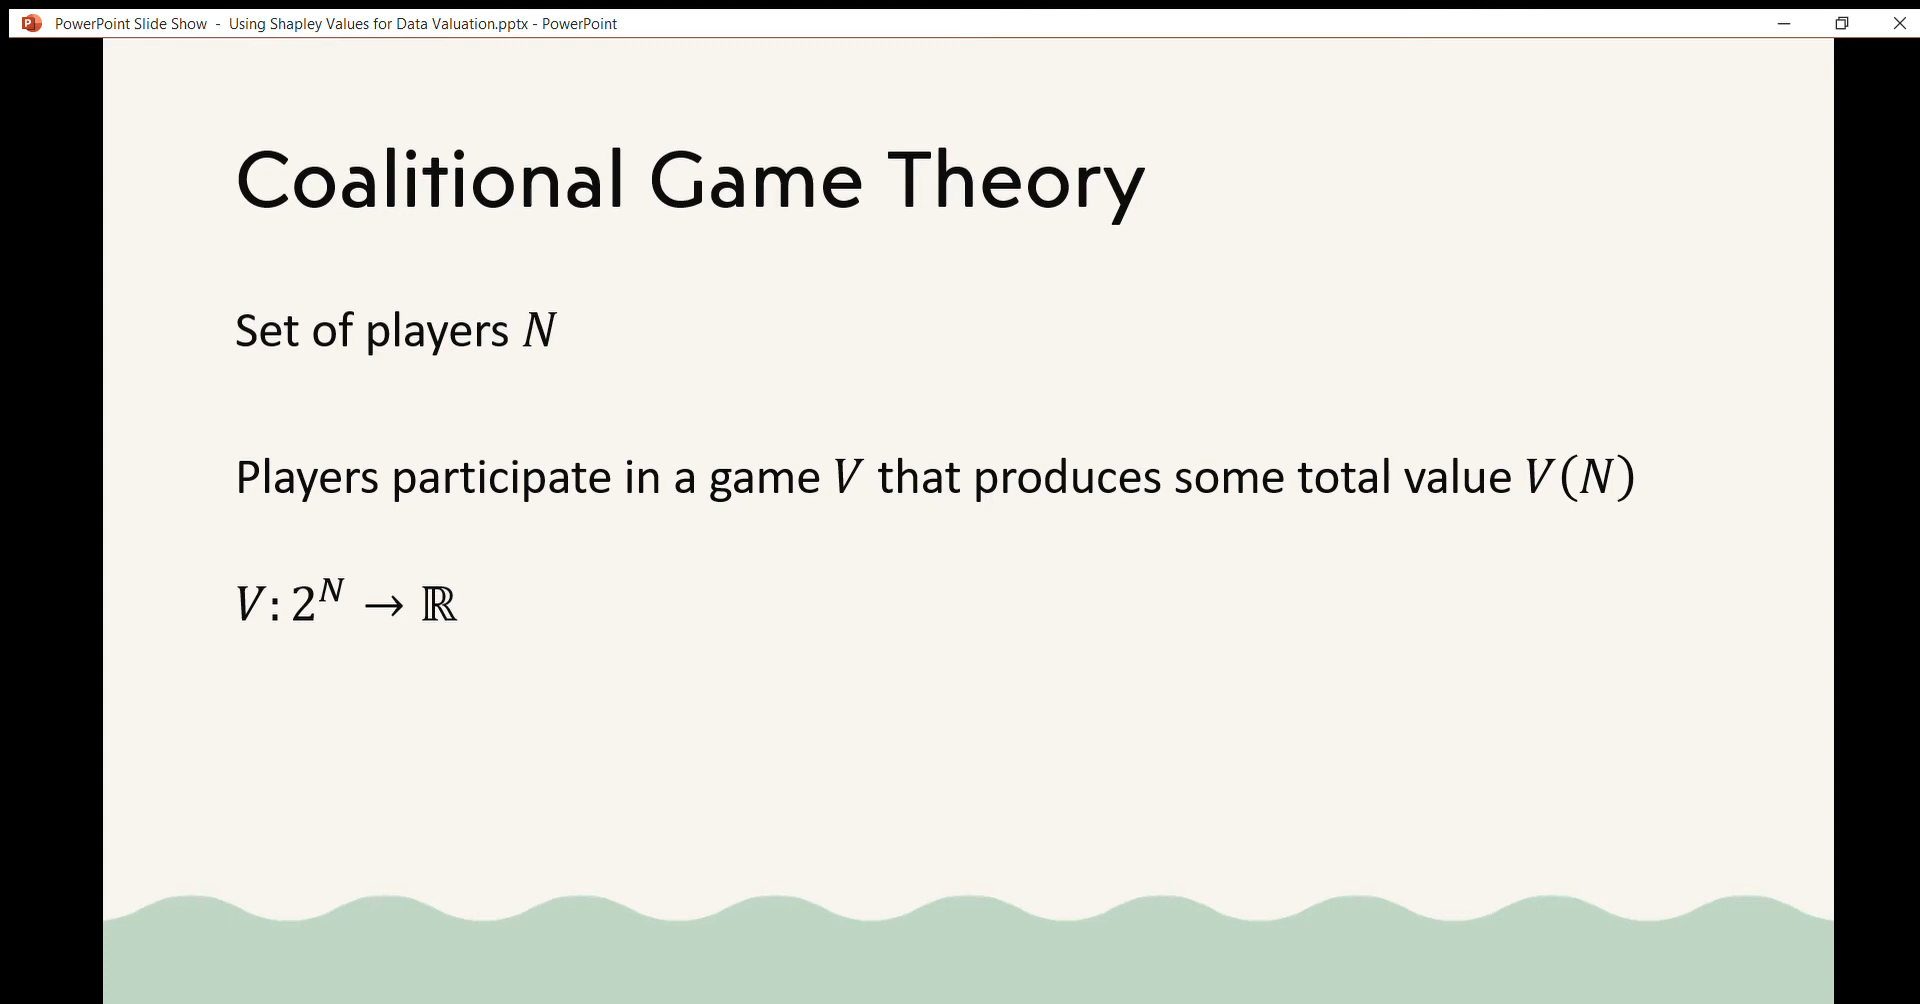 PowerPoint Slide Show - Using Shapley Values for Data Valuation.pptx - PowerPoint
Coalitional Game Theory
Set of players 𝑁
Players participate in a game 𝑉 that produces some total value 𝑉(𝑁)
𝑉: 2^𝑁 → ℝ